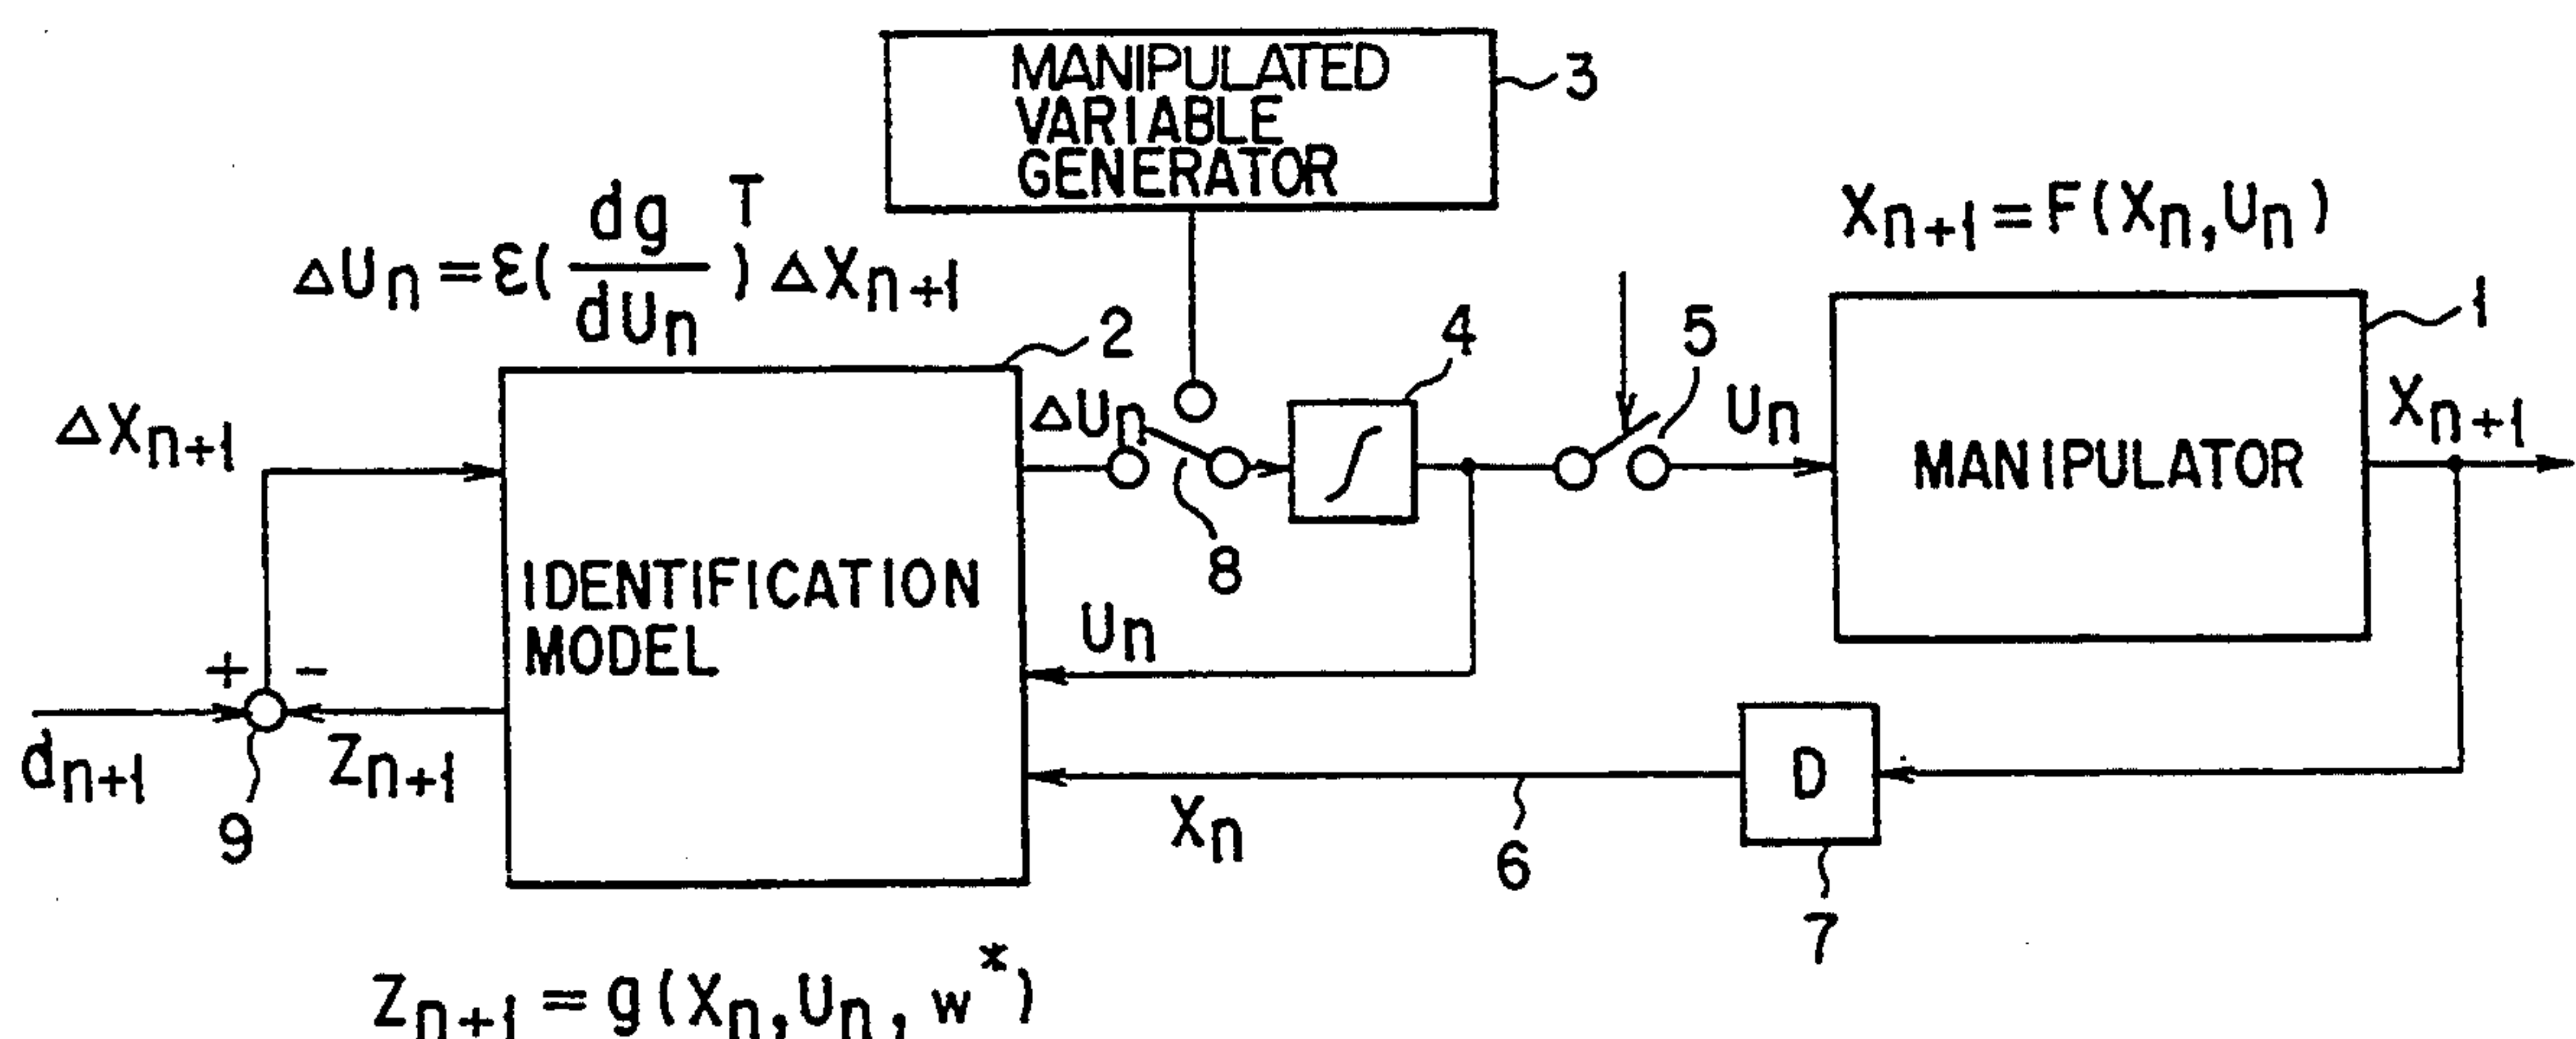 MANIPULATED
VARIABLE
GENERATOR
3
ΔUn = ε( dg / dUn )^T ΔXn+1
Xn+1 = F(Xn, Un)
1
2
4
5
ΔXn+1
ΔUn
Un
MANIPULATOR
Xn+1
8
IDENTIFICATION
MODEL
Un
+ -
dn+1
Zn+1
9
Xn
6
D
7
Zn+1 = g(Xn, Un, w*)